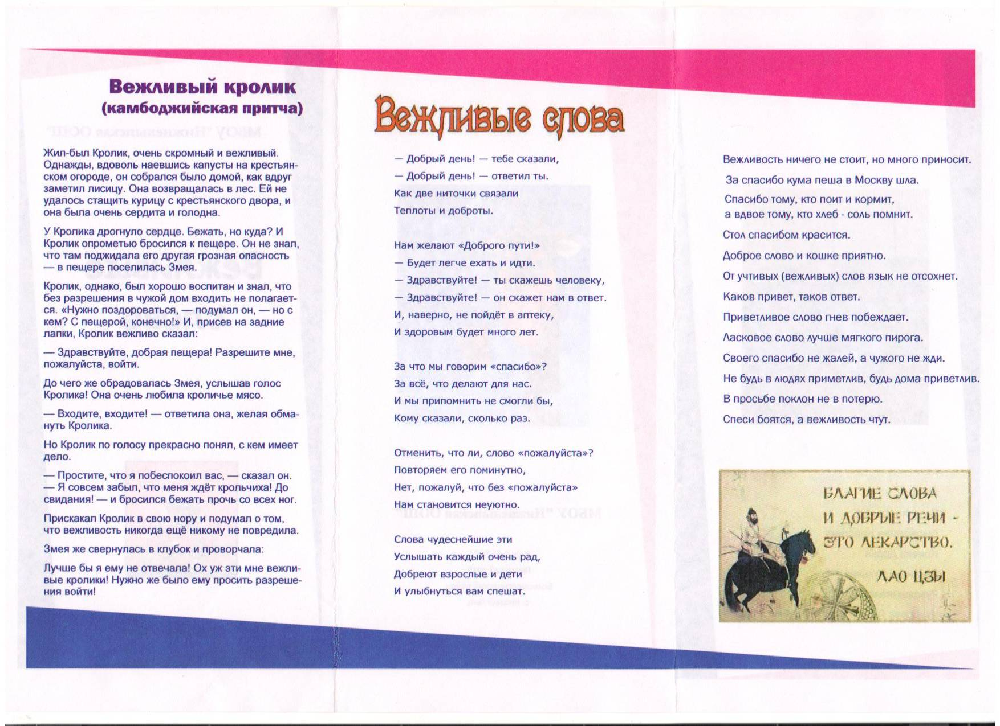 Вежливый кролик
(камбоджийская притча)
Жил-был Кролик, очень скромный и вежливый.
Однажды, вдоволь наевшись капусты на крестьян-
ском огороде, он собрался было домой, как вдруг
заметил лисицу. Она возвращалась в лес. Ей не
удалось стащить курицу с крестьянского двора, и
она была очень сердита и голодна.
У Кролика дрогнуло сердце. Бежать, но куда? И
Кролик опрометью бросился к пещере. Он не знал,
что там поджидала его другая грозная опасность
— в пещере поселилась Змея.
Кролик, однако, был хорошо воспитан и знал, что
без разрешения в чужой дом входить не полагает-
ся. «Нужно поздороваться, — подумал он, — но с
кем? С пещерой, конечно!» И, присев на задние
лапки, Кролик вежливо сказал:
— Здравствуйте, добрая пещера! Разрешите мне,
пожалуйста, войти.
До чего же обрадовалась Змея, услышав голос
Кролика! Она очень любила кроличье мясо.
— Входите, входите! — ответила она, желая обма-
нуть Кролика.
Но Кролик по голосу прекрасно понял, с кем имеет
дело.
— Простите, что я побеспокоил вас, — сказал он.
— Я совсем забыл, что меня ждёт крольчиха! До
свидания! — и бросился бежать прочь со всех ног.
Прискакал Кролик в свою нору и подумал о том,
что вежливость никогда ещё никому не повредила.
Змея же свернулась в клубок и проворчала:
Лучше бы я ему не отвечала! Ох уж эти мне вежли-
вые кролики! Нужно же было ему просить разреше-
ния войти!
Вежливые слова
— Добрый день! — тебе сказали,
— Добрый день! — ответил ты.
Как две ниточки связали
Теплоты и доброты.
Нам желают «Доброго пути!»
— Будет легче ехать и идти.
— Здравствуйте! — ты скажешь человеку,
— Здравствуйте! — он скажет нам в ответ.
И, наверно, не пойдёт в аптеку,
И здоровым будет много лет.
За что мы говорим «спасибо»?
За всё, что делают для нас.
И мы припомнить не смогли бы,
Кому сказали, сколько раз.
Отменить, что ли, слово «пожалуйста»?
Повторяем его поминутно,
Нет, пожалуй, что без «пожалуйста»
Нам становится неуютно.
Слова чудеснейшие эти
Услышать каждый очень рад,
Добреют взрослые и дети
И улыбнуться вам спешат.
Вежливость ничего не стоит, но много приносит.
За спасибо кума пеша в Москву шла.
Спасибо тому, кто поит и кормит,
а вдвое тому, кто хлеб - соль помнит.
Стол спасибом красится.
Доброе слово и кошке приятно.
От учтивых (вежливых) слов язык не отсохнет.
Каков привет, таков ответ.
Приветливое слово гнев побеждает.
Ласковое слово лучше мягкого пирога.
Своего спасибо не жалей, а чужого не жди.
Не будь в людях приметлив, будь дома приветлив.
В просьбе поклон не в потерю.
Спеси боятся, а вежливость чтут.
БЛАГИЕ СЛОВА
И ДОБРЫЕ РЕЧИ -
ЭТО ЛЕКАРСТВО.
ЛАО ЦЗЫ